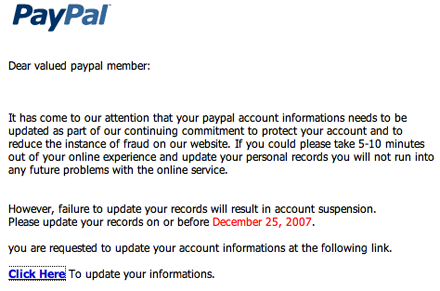 PayPal
Dear valued paypal member:
It has come to our attention that your paypal account informations needs to be
updated as part of our continuing commitment to protect your account and to
reduce the instance of fraud on our website. If you could please take 5-10 minutes
out of your online experience and update your personal records you will not run into
any future problems with the online service.
However, failure to update your records will result in account suspension.
Please update your records on or before December 25, 2007.
you are requested to update your account informations at the following link.
Click Here To update your informations.